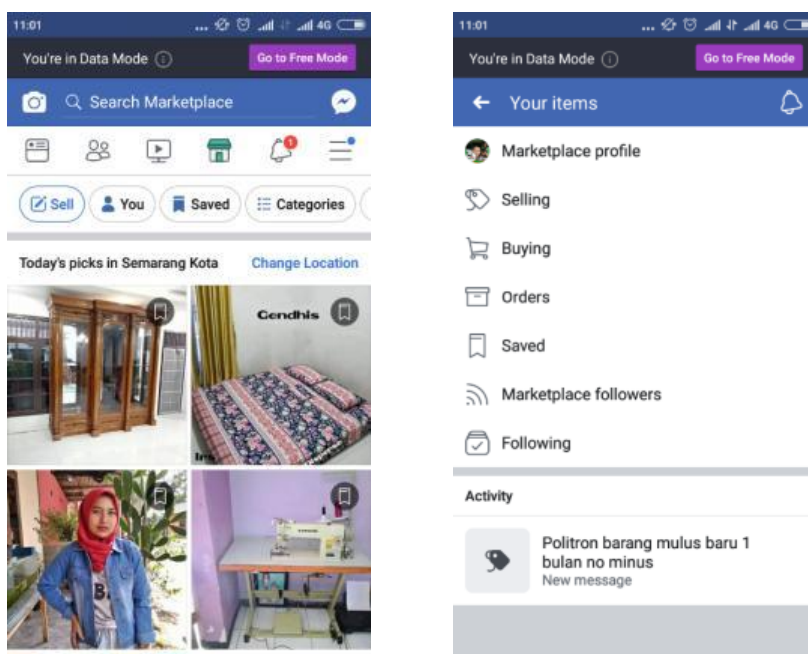 11:01 ... 4G
You're in Data Mode Go to Free Mode
Search Marketplace
1
Sell You Saved Categories
Today's picks in Semarang Kota Change Location
Gendhis
B.
11:01 ... 4G
You're in Data Mode Go to Free Mode
Your items
Marketplace profile
Selling
Buying
Orders
Saved
Marketplace followers
Following
Activity
Politron barang mulus baru 1
bulan no minus
New message